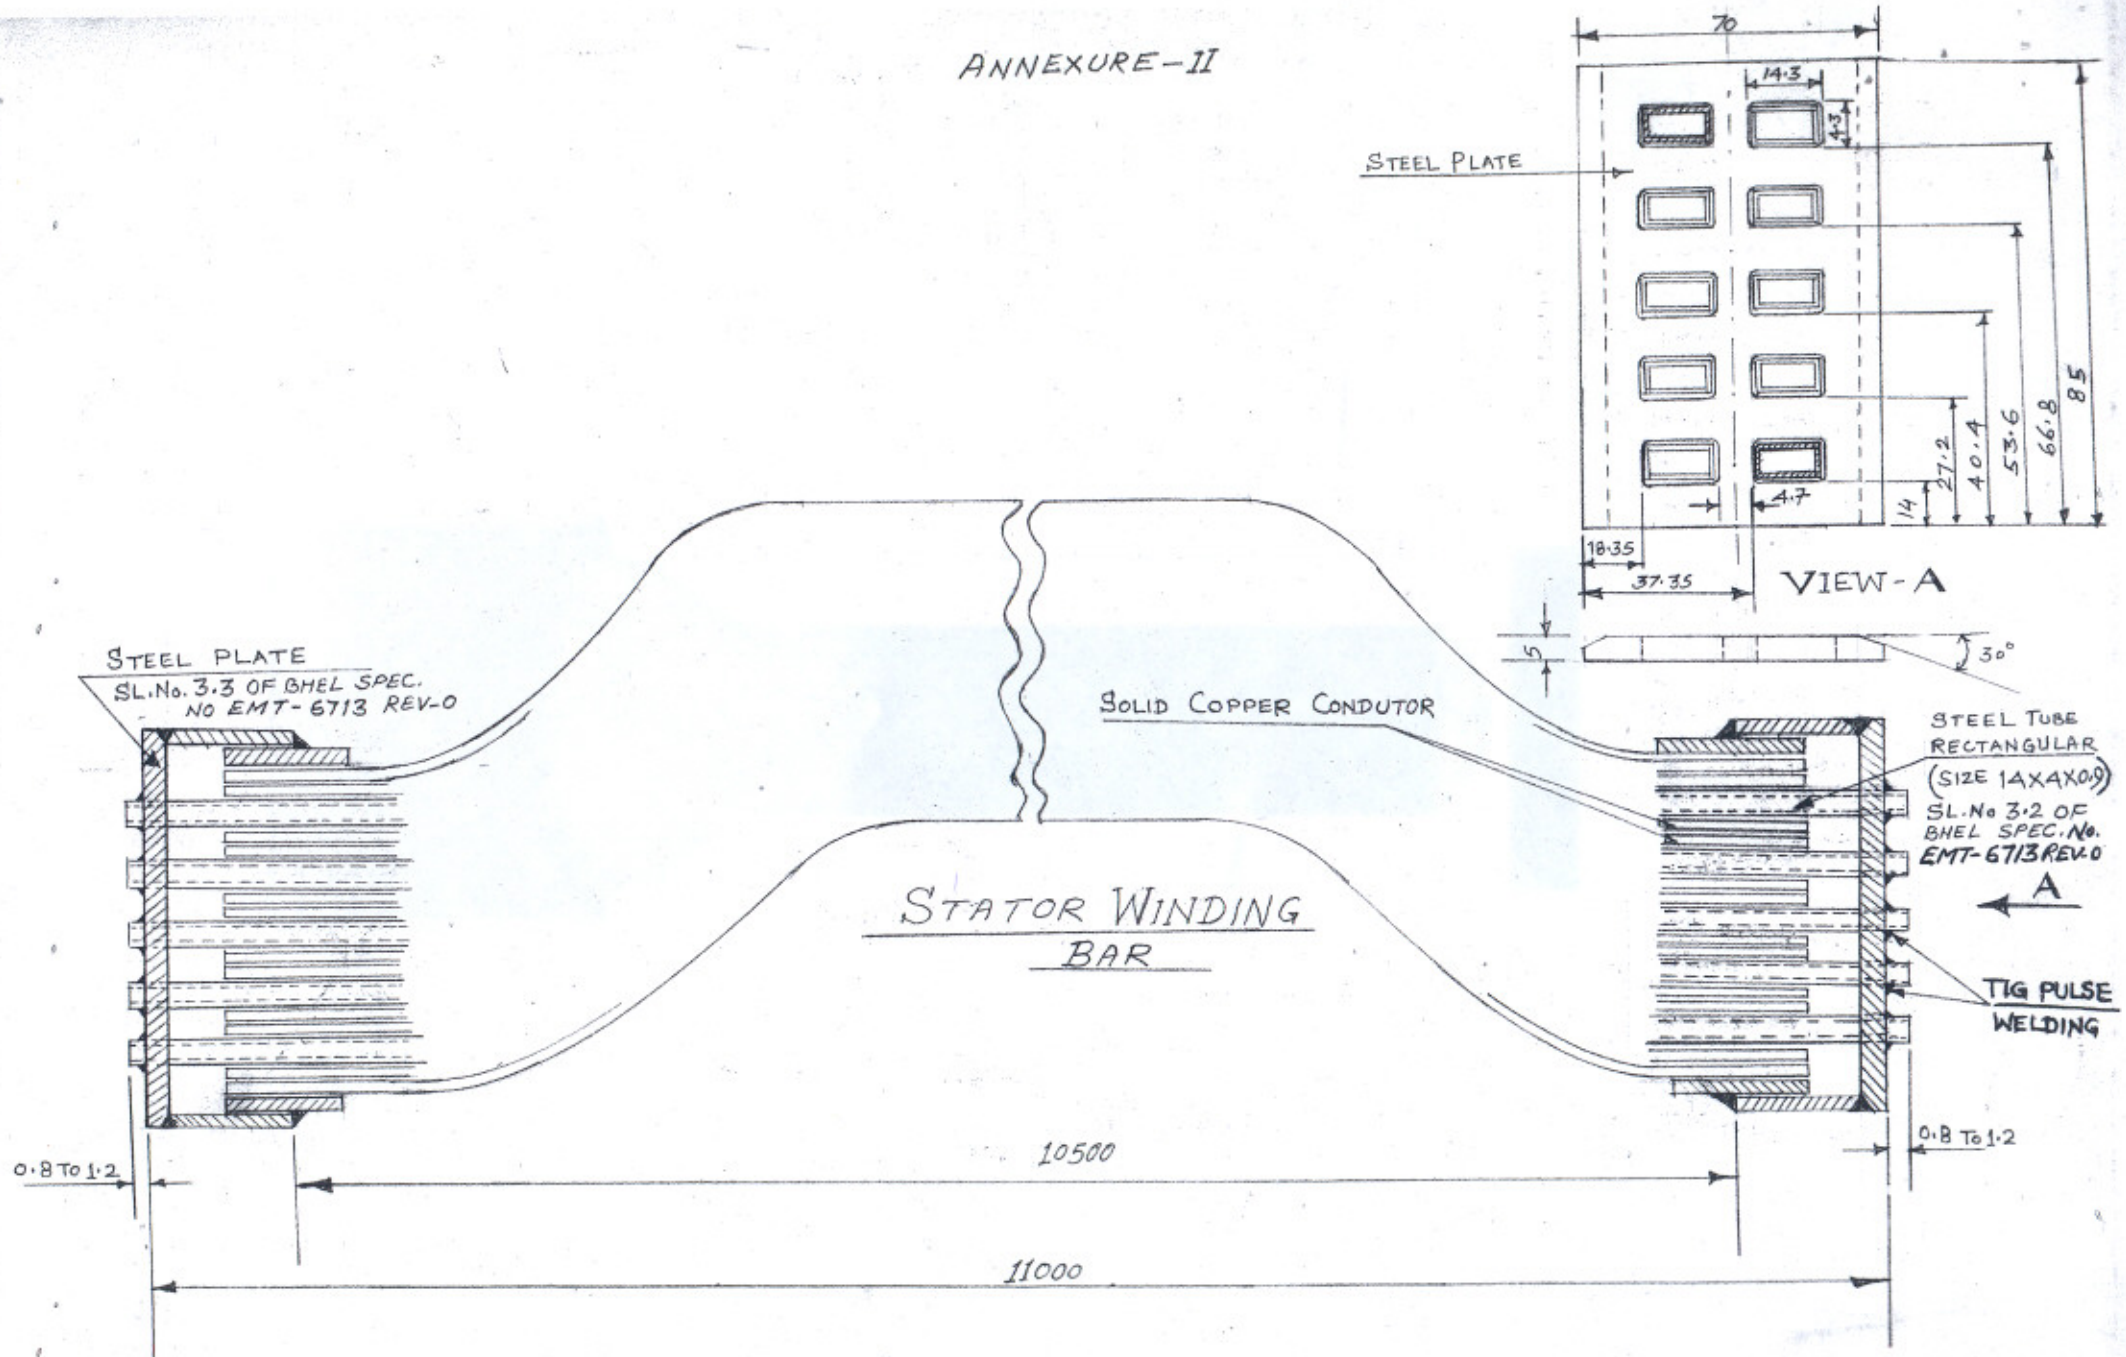 ANNEXURE-II
70
14.3
4.3
STEEL PLATE
14
27.2
40.4
53.6
66.8
85
4.7
18.35
37.35
VIEW-A
5
30°
STEEL PLATE
SL.No. 3.3 OF BHEL SPEC.
NO EMT-6713 REV-0
SOLID COPPER CONDUTOR
STEEL TUBE
RECTANGULAR
(SIZE 14X4X0.9)
SL.No 3.2 OF
BHEL SPEC. No.
EMT-6713 REV.0
A
STATOR WINDING
BAR
TIG PULSE
WELDING
0.8 TO 1.2
10500
0.8 TO 1.2
11000